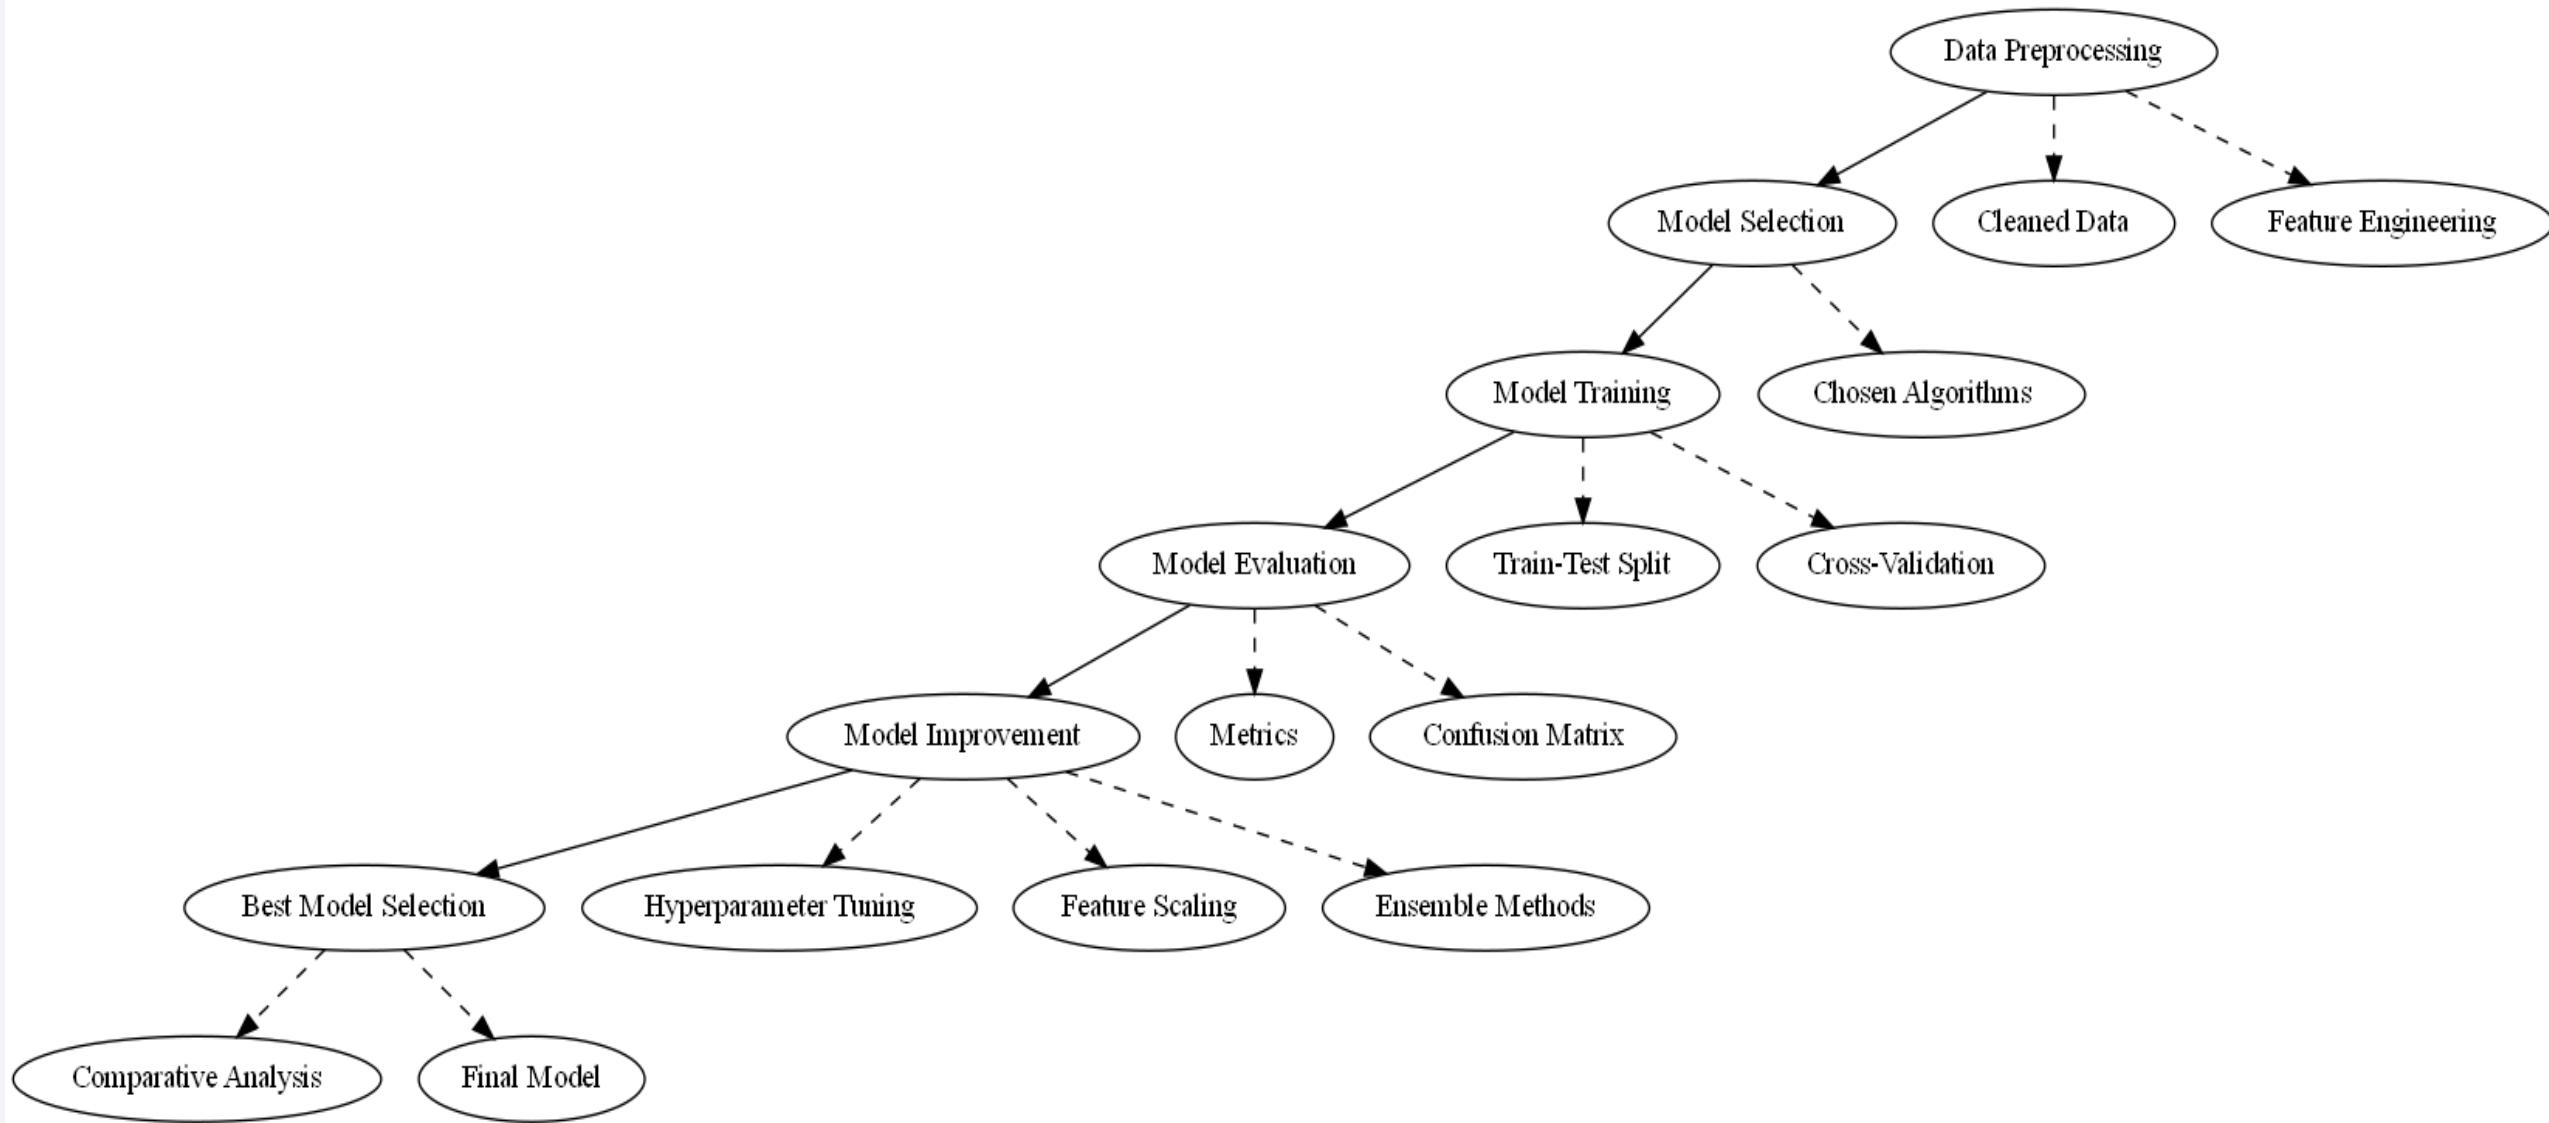 Data Preprocessing
Model Selection
Cleaned Data
Feature Engineering
Model Training
Chosen Algorithms
Model Evaluation
Train-Test Split
Cross-Validation
Model Improvement
Metrics
Confusion Matrix
Best Model Selection
Hyperparameter Tuning
Feature Scaling
Ensemble Methods
Comparative Analysis
Final Model